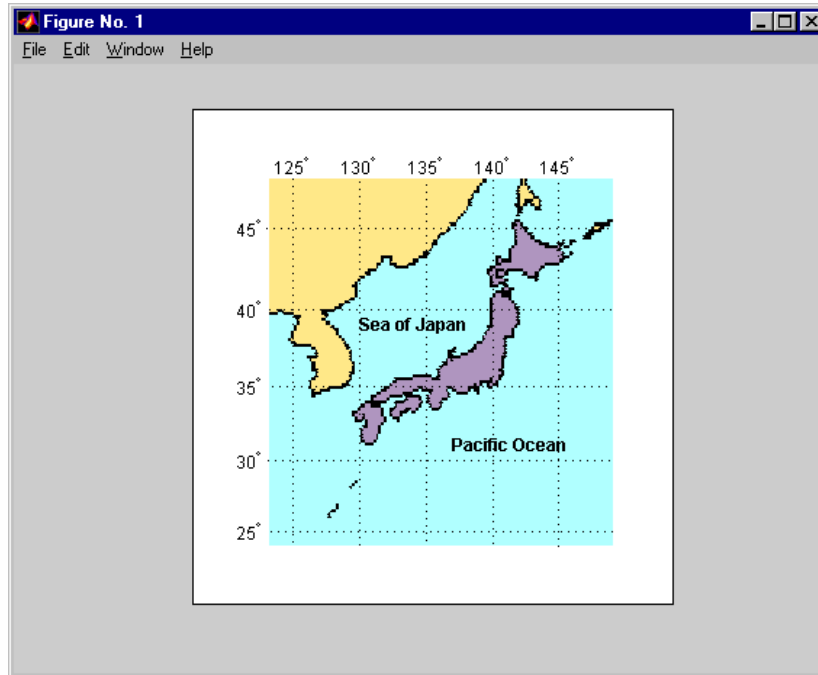 Figure No. 1
File Edit Window Help
125° 130° 135° 140° 145°
45°
40°
Sea of Japan
35°
Pacific Ocean
30°
25°